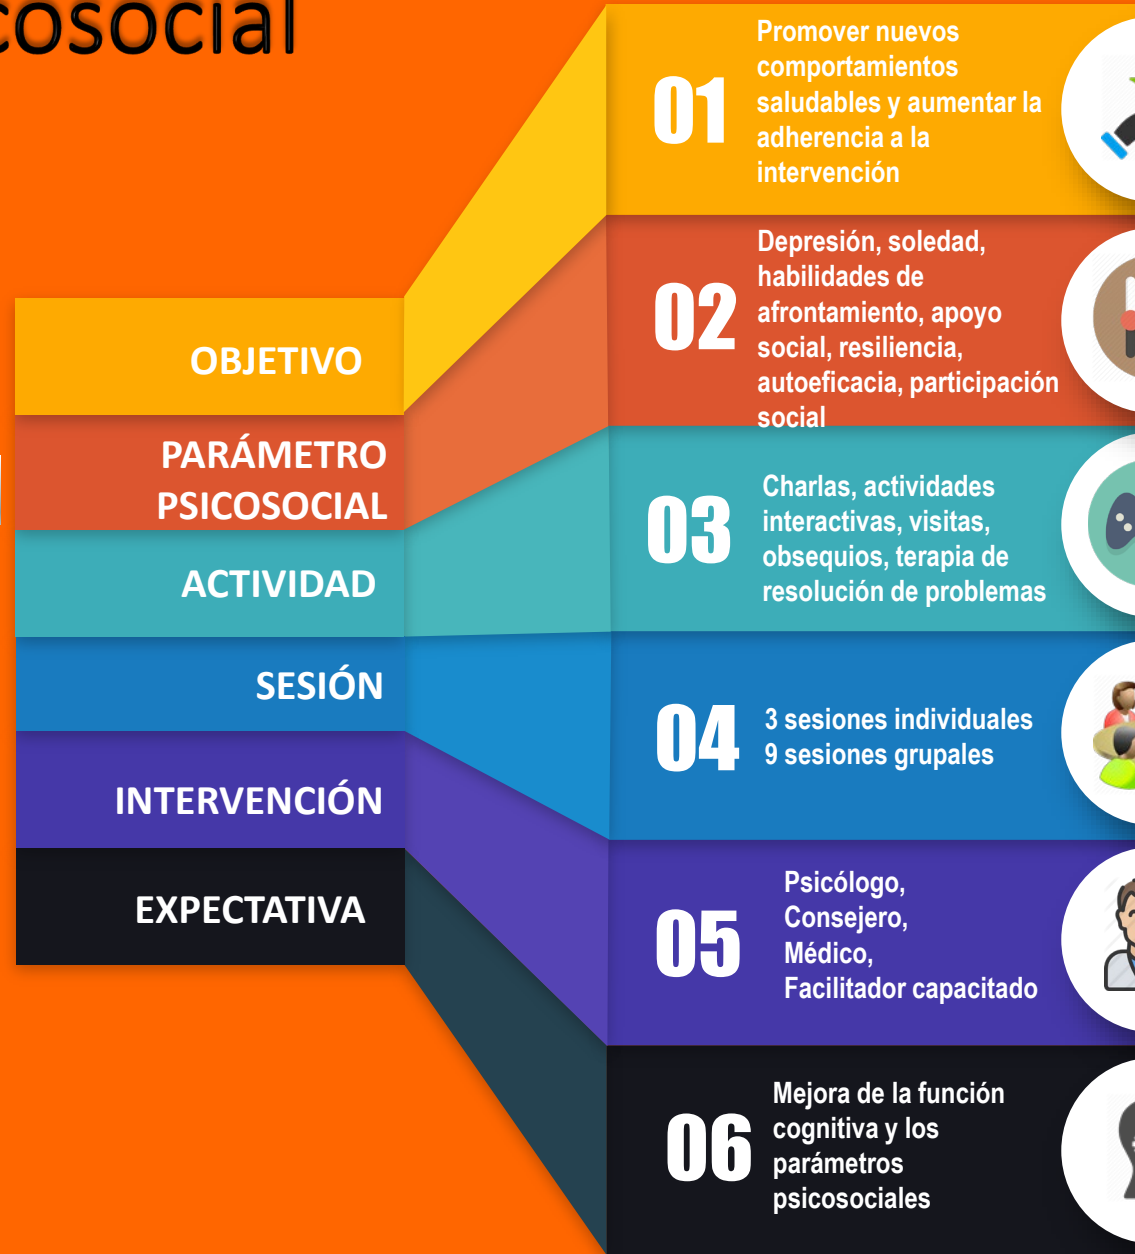 cosocial
OBJETIVO
PARÁMETRO
PSICOSOCIAL
ACTIVIDAD
SESIÓN
INTERVENCIÓN
EXPECTATIVA
01
Promover nuevos
comportamientos
saludables y aumentar la
adherencia a la
intervención
02
Depresión, soledad,
habilidades de
afrontamiento, apoyo
social, resiliencia,
autoeficacia, participación
social
03
Charlas, actividades
interactivas, visitas,
obsequios, terapia de
resolución de problemas
04
3 sesiones individuales
9 sesiones grupales
05
Psicólogo,
Consejero,
Médico,
Facilitador capacitado
06
Mejora de la función
cognitiva y los
parámetros
psicosociales